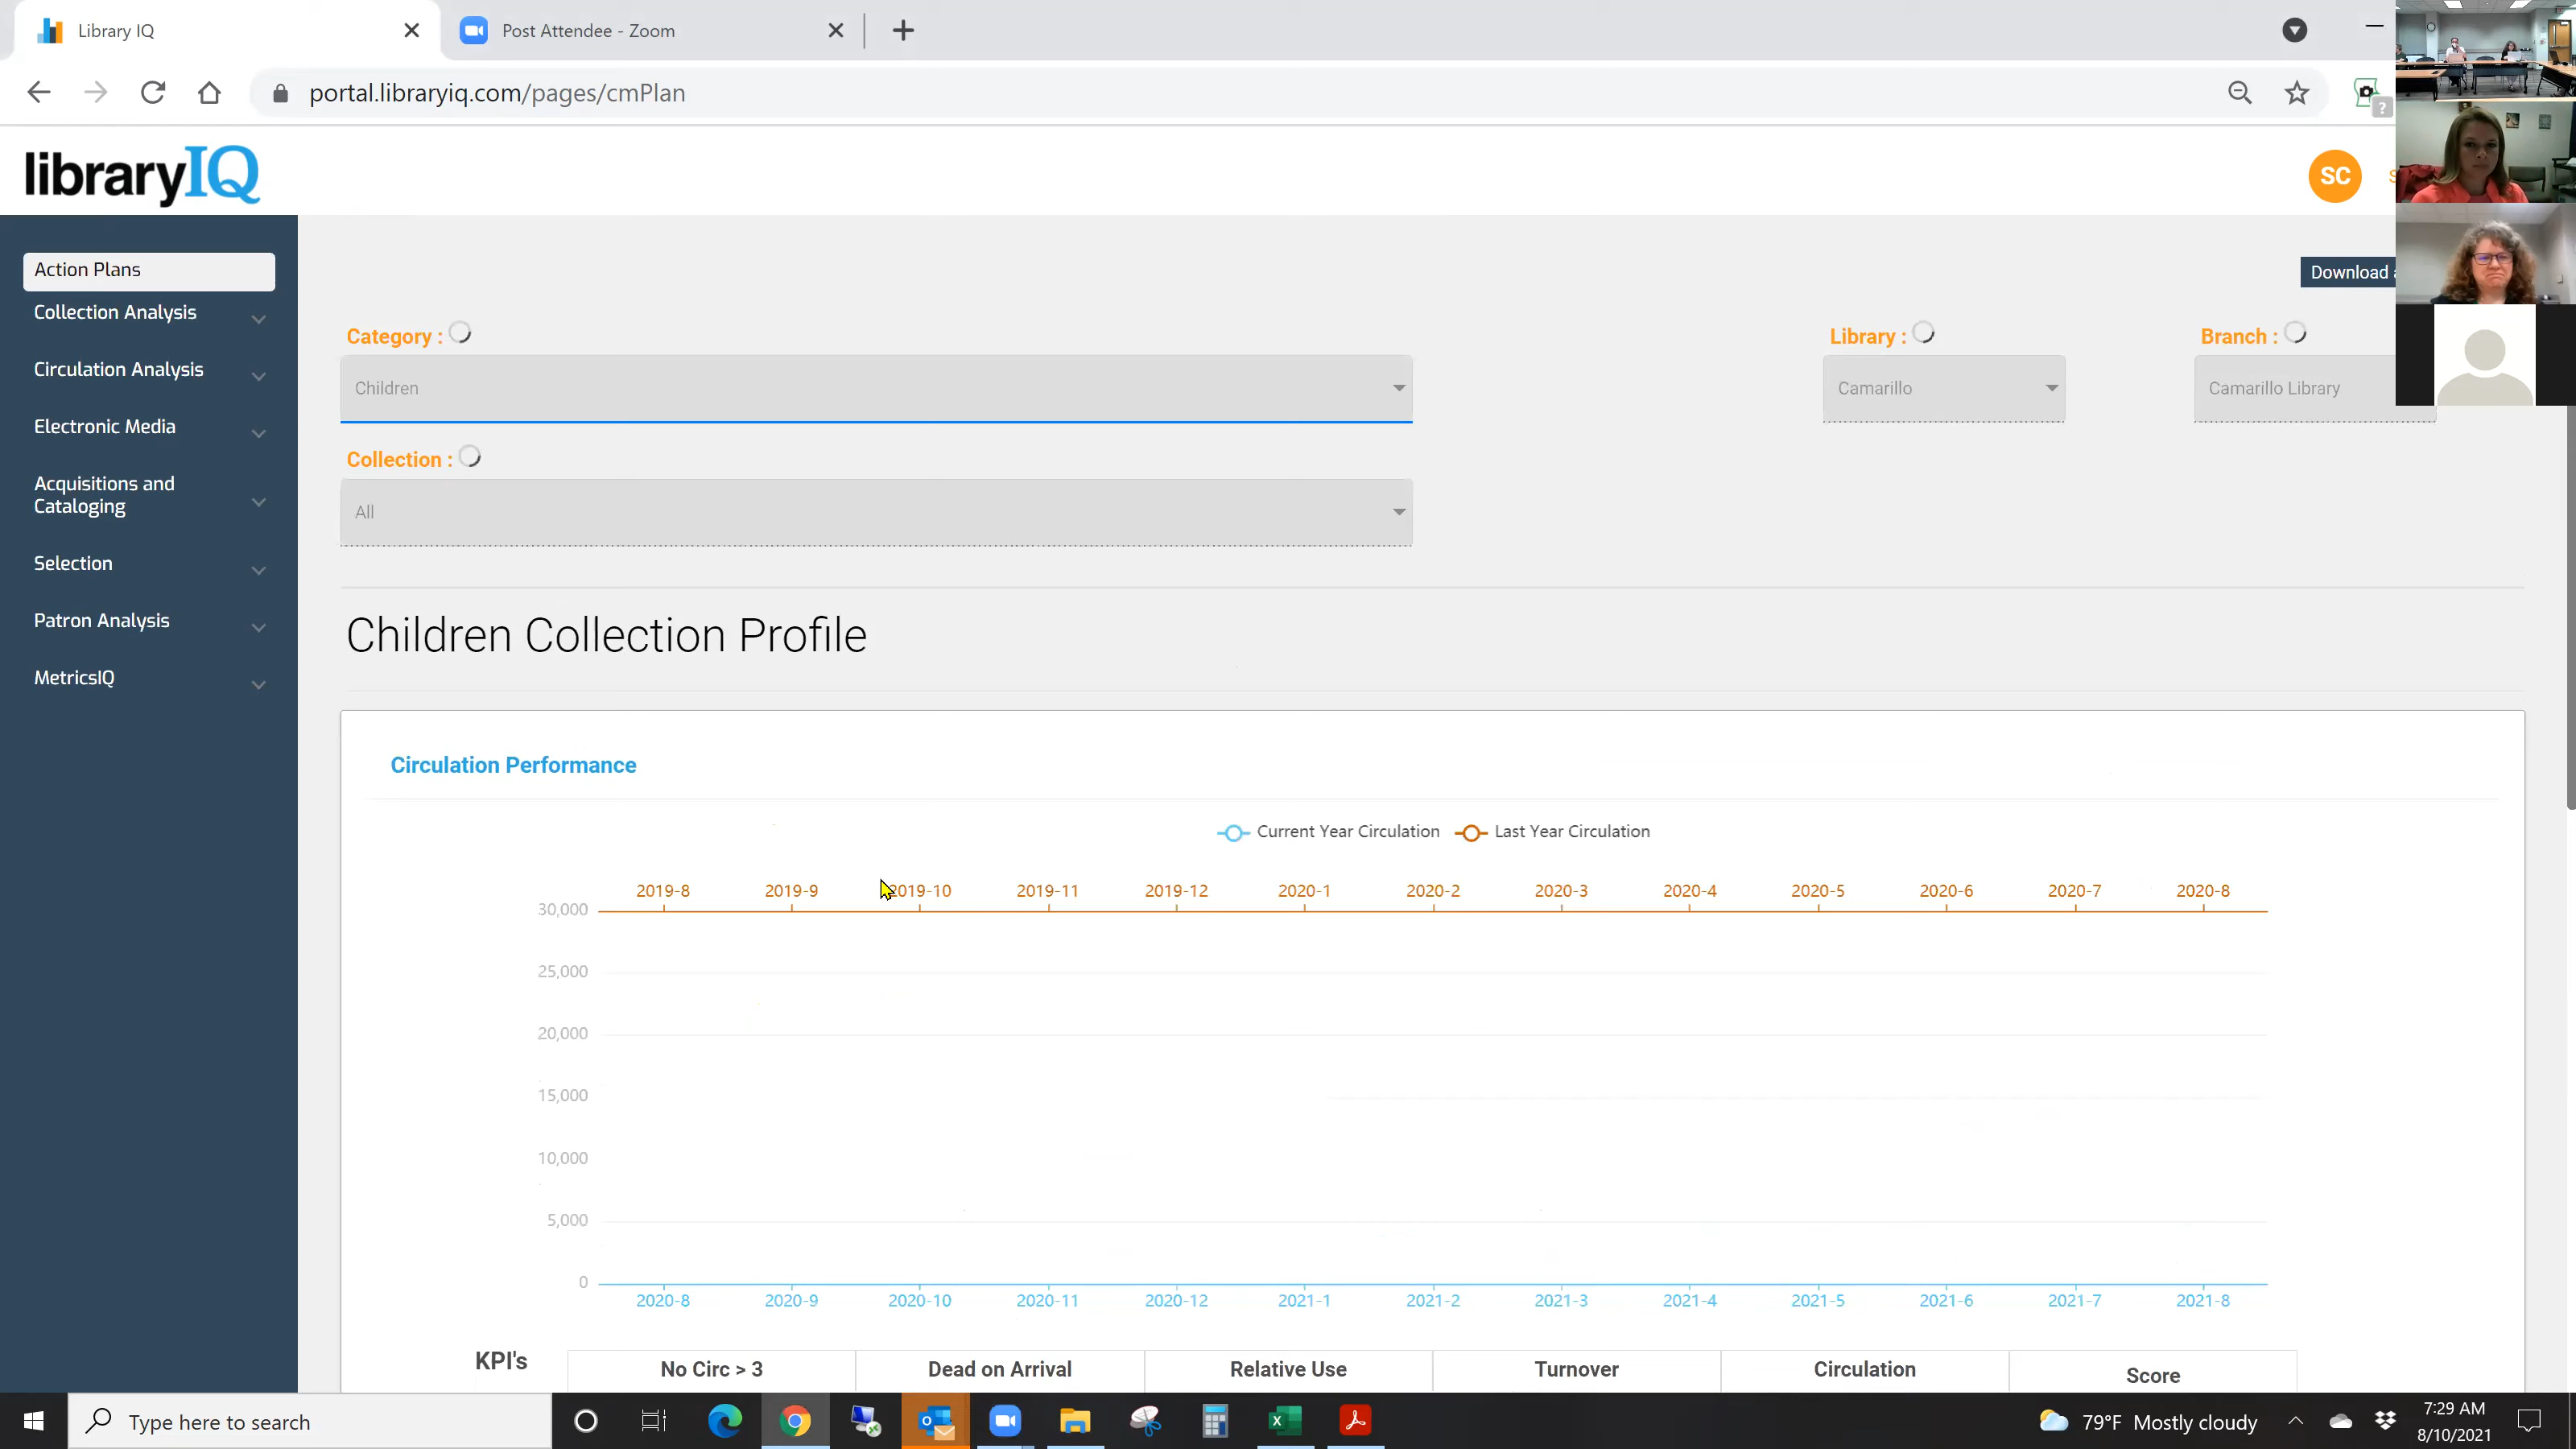 Library IQ
Post Attendee - Zoom
portal.libraryiq.com/pages/cmPlan
?
libraryIQ
SC
Action Plans
Collection Analysis
Circulation Analysis
Electronic Media
Acquisitions and
Cataloging
Selection
Patron Analysis
MetricsIQ
Download
Category :
Library :
Branch :
Children
Camarillo
Camarillo Library
Collection :
All
Children Collection Profile
Circulation Performance
Current Year Circulation Last Year Circulation
2019-8 2019-9 2019-10 2019-11 2019-12 2020-1 2020-2 2020-3 2020-4 2020-5 2020-6 2020-7 2020-8
30,000
25,000
20,000
15,000
10,000
5,000
0
2020-8 2020-9 2020-10 2020-11 2020-12 2021-1 2021-2 2021-3 2021-4 2021-5 2021-6 2021-7 2021-8
KPI's No Circ > 3 Dead on Arrival Relative Use Turnover Circulation Score
Type here to search
79°F Mostly cloudy
7:29 AM
8/10/2021